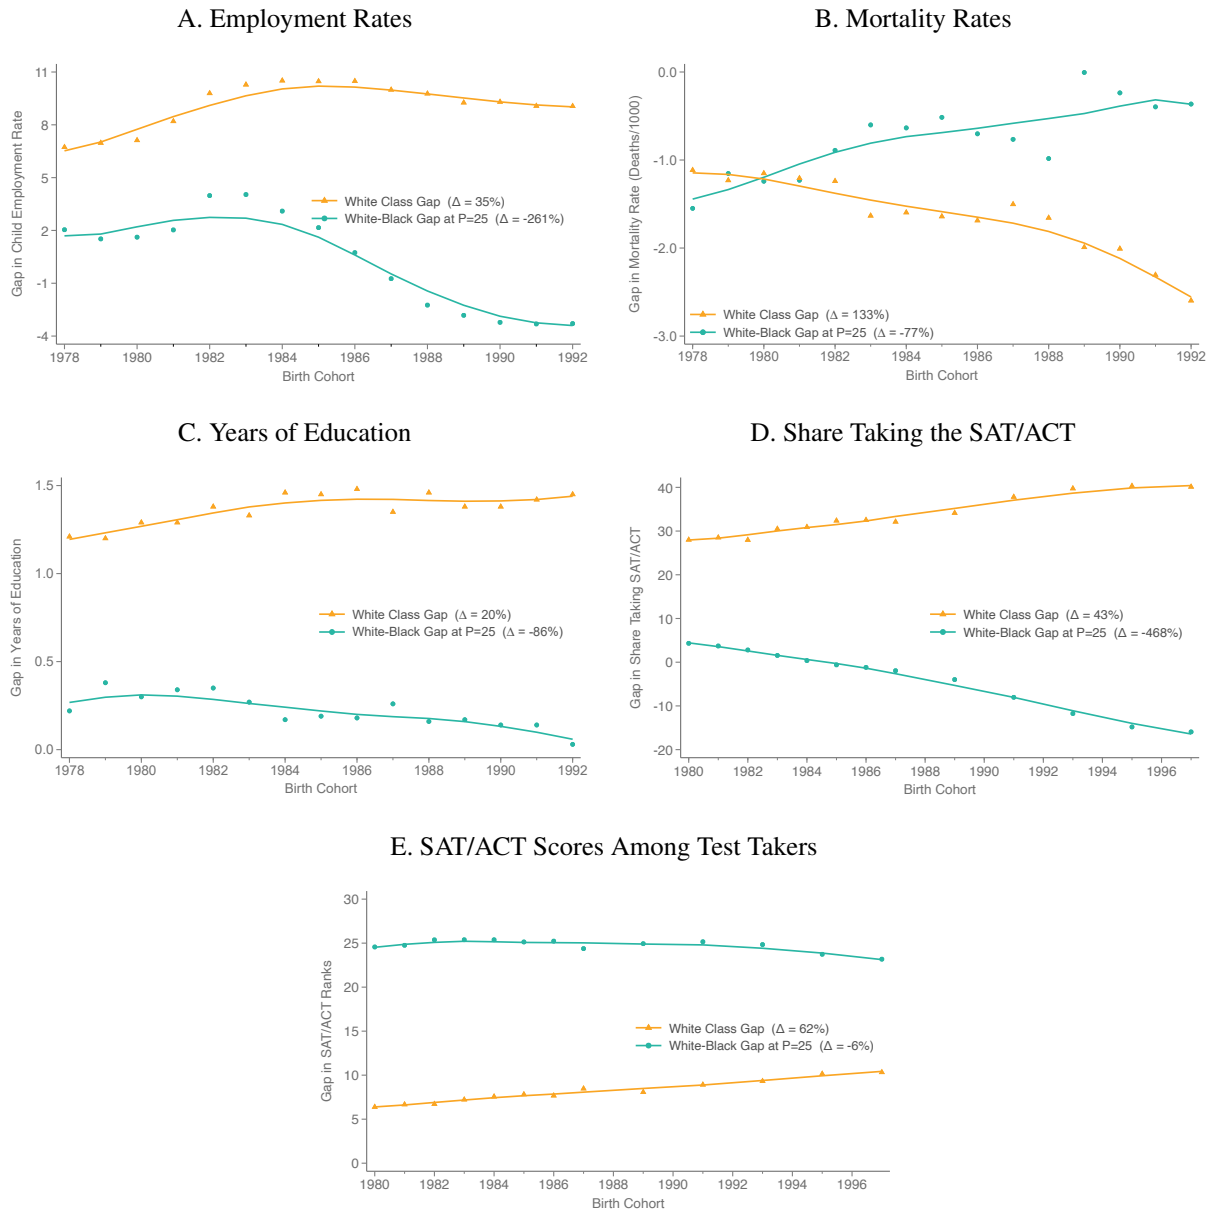 A. Employment Rates
Gap in Child Employment Rate
11
8
5
2
-1
-4
White Class Gap (Δ = 35%)
White-Black Gap at P=25 (Δ = -261%)
1978 1980 1982 1984 1986 1988 1990 1992
Birth Cohort
B. Mortality Rates
Gap in Mortality Rate (Deaths/1000)
0.0
-1.0
-2.0
-3.0
White Class Gap (Δ = 133%)
White-Black Gap at P=25 (Δ = -77%)
1978 1980 1982 1984 1986 1988 1990 1992
Birth Cohort
C. Years of Education
Gap in Years of Education
1.5
1.0
0.5
0.0
White Class Gap (Δ = 20%)
White-Black Gap at P=25 (Δ = -86%)
1978 1980 1982 1984 1986 1988 1990 1992
Birth Cohort
D. Share Taking the SAT/ACT
Gap in Share Taking SAT/ACT
40
30
20
10
0
-10
-20
White Class Gap (Δ = 43%)
White-Black Gap at P=25 (Δ = -468%)
1980 1982 1984 1986 1988 1990 1992 1994 1996
Birth Cohort
E. SAT/ACT Scores Among Test Takers
Gap in SAT/ACT Ranks
30
25
20
15
10
5
0
White Class Gap (Δ = 62%)
White-Black Gap at P=25 (Δ = -6%)
1980 1982 1984 1986 1988 1990 1992 1994 1996
Birth Cohort